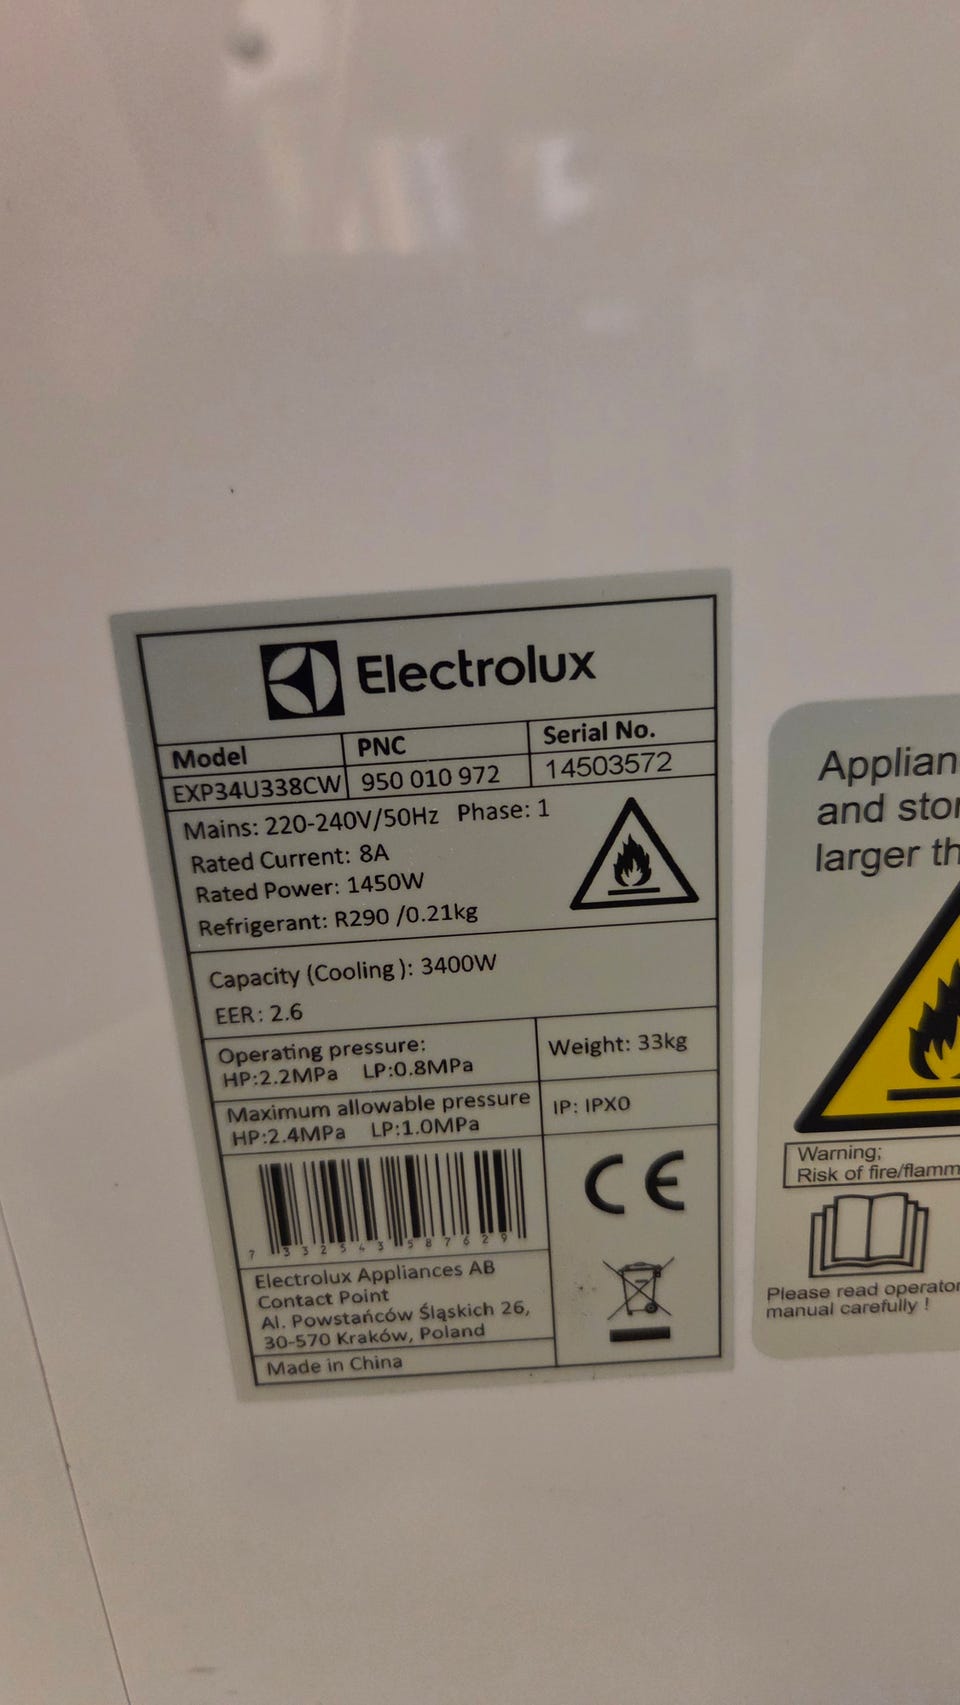 Electrolux
Model PNC Serial No.
EXP34U338CW 950 010 972 14503572
Mains: 220-240V/50Hz Phase: 1
Rated Current: 8A
Rated Power: 1450W
Refrigerant: R290 /0.21kg
Capacity (Cooling): 3400W
EER: 2.6
Operating pressure:
HP:2.2MPa LP:0.8MPa
Weight: 33kg
Maximum allowable pressure
HP:2.4MPa LP:1.0MPa
IP: IPX0
CE
7 332543 587629
Electrolux Appliances AB
Contact Point
Al. Powstańców Śląskich 26,
30-570 Kraków, Poland
Made in China
Applian
and stor
larger th
Warning;
Risk of fire/flamm
Please read operator
manual carefully !